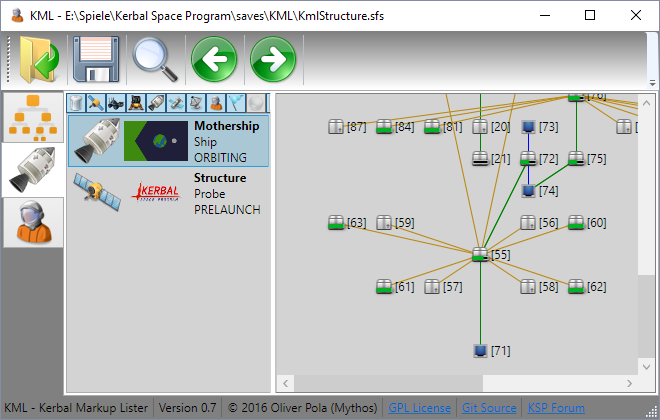 KML - E:\Spiele\Kerbal Space Program\saves\KML\KmlStructure.sfs
Mothership
Ship
ORBITING
Structure
Probe
PRELAUNCH
KERBAL
[76]
[87] [84] [81] [20] [73]
[21] [72] [75]
[74]
[63] [59] [56] [60]
[55]
[61] [57] [58] [62]
[71]
KML - Kerbal Markup Lister Version 0.7 © 2016 Oliver Pola (Mythos) GPL License Git Source KSP Forum